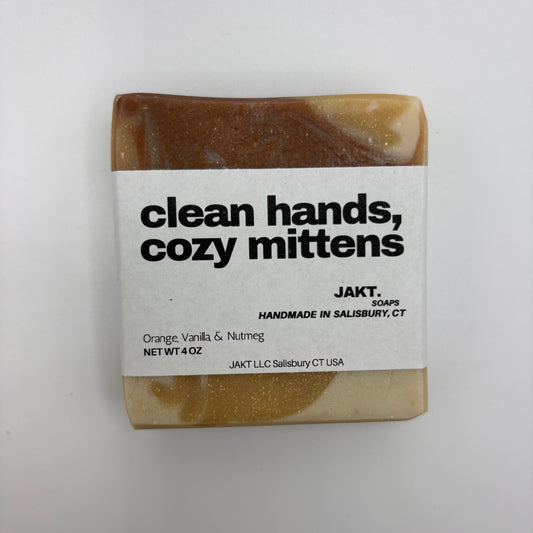 clean hands,
cozy mittens
JAKT.
SOAPS
HANDMADE IN SALISBURY, CT
Orange, Vanilla, & Nutmeg
NET WT 4 OZ
JAKT LLC Salisbury CT USA